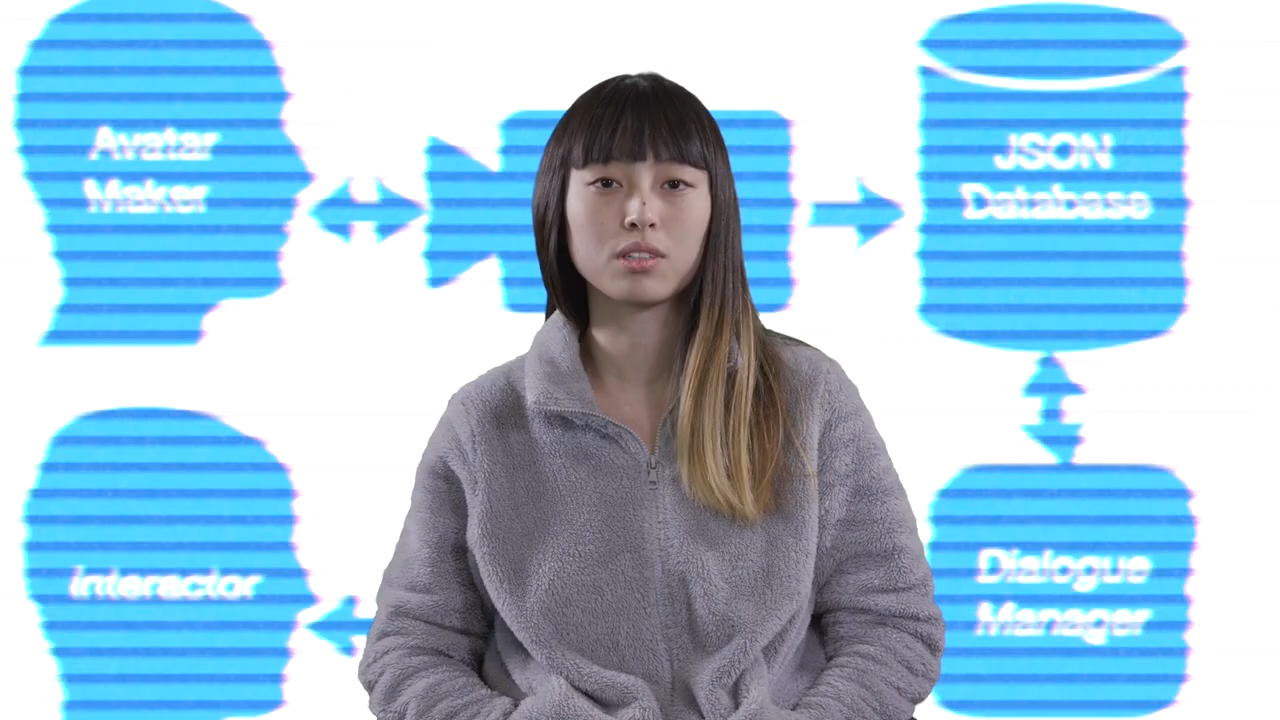 Avatar
Maker
JSON
Database
interactor
Dialogue
Manager